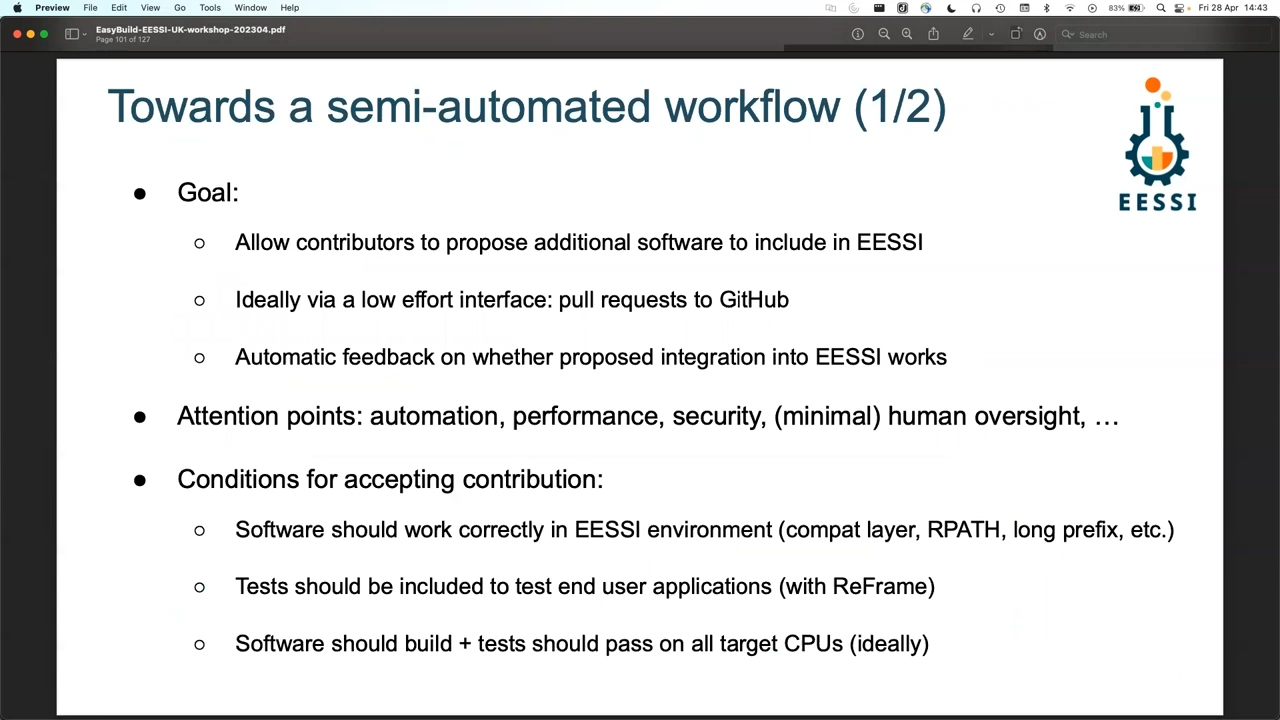 Preview File Edit View Go Tools Window Help 83% Fri 28 Apr 14:43
EasyBuild-EESSI-UK-workshop-202304.pdf
Page 101 of 127
Search
Towards a semi-automated workflow (1/2)
EESSI
● Goal:
○ Allow contributors to propose additional software to include in EESSI
○ Ideally via a low effort interface: pull requests to GitHub
○ Automatic feedback on whether proposed integration into EESSI works
● Attention points: automation, performance, security, (minimal) human oversight, …
● Conditions for accepting contribution:
○ Software should work correctly in EESSI environment (compat layer, RPATH, long prefix, etc.)
○ Tests should be included to test end user applications (with ReFrame)
○ Software should build + tests should pass on all target CPUs (ideally)